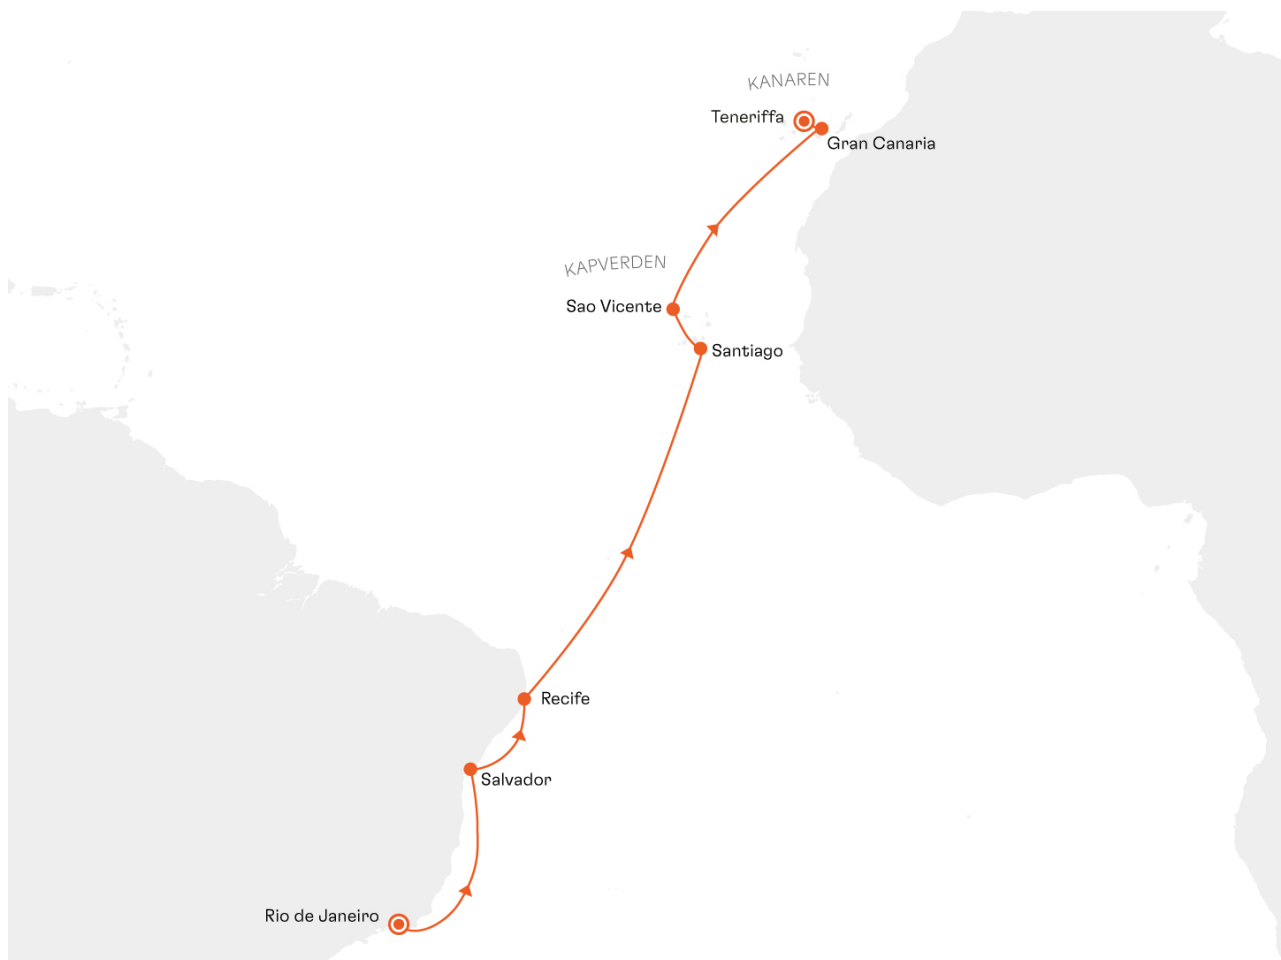 KANAREN
Teneriffa
Gran Canaria
KAPVERDEN
Sao Vicente
Santiago
Recife
Salvador
Rio de Janeiro